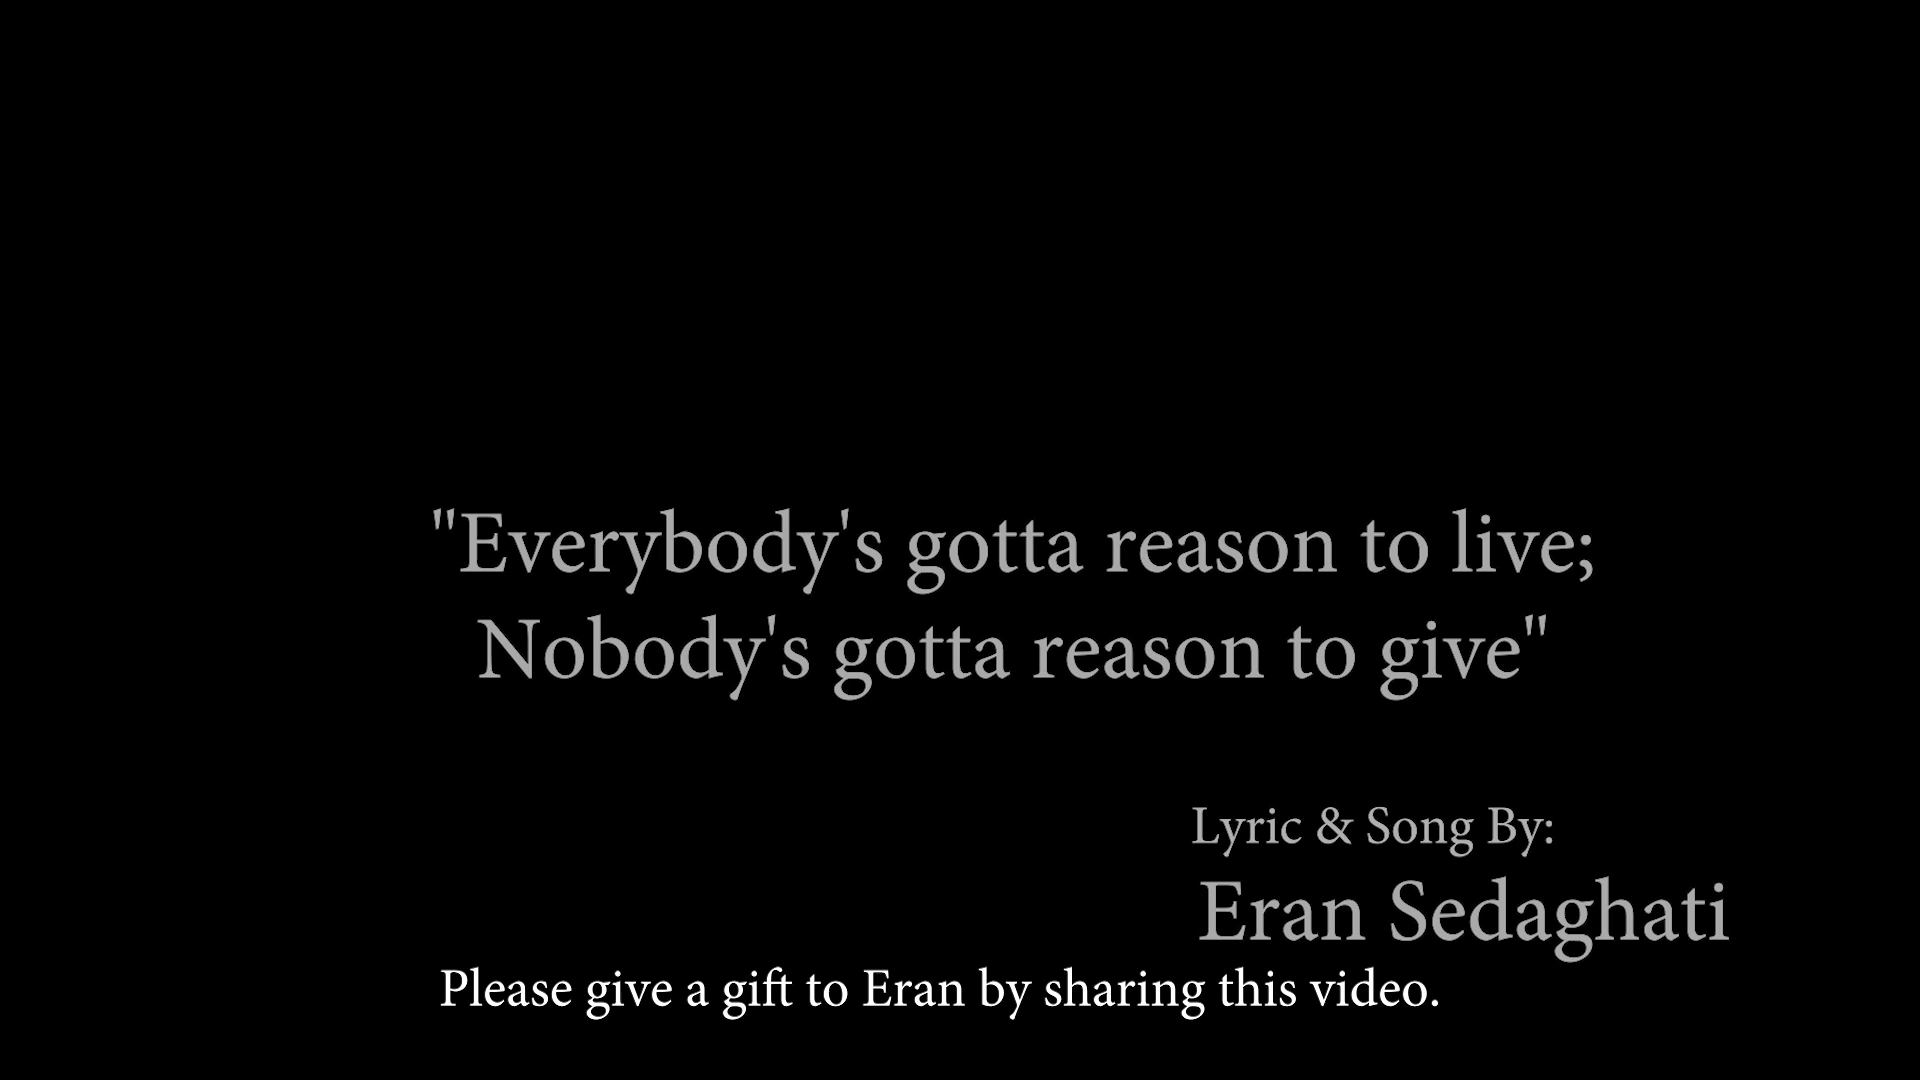 "Everybody's gotta reason to live;
Nobody's gotta reason to give"
Lyric & Song By:
Eran Sedaghati
Please give a gift to Eran by sharing this video.